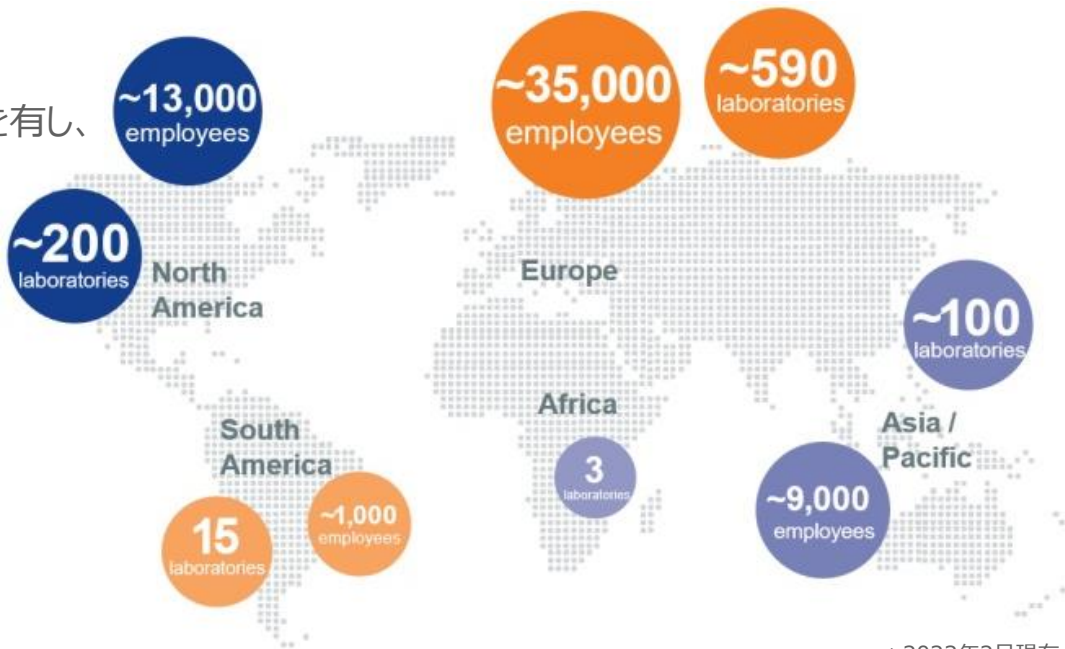 ~13,000
employees
を有し、
~200
laboratories
North
America
~35,000
employees
~590
laboratories
Europe
~100
laboratories
Africa
3
laboratories
Asia /
Pacific
~9,000
employees
South
America
15
laboratories
~1,000
employees